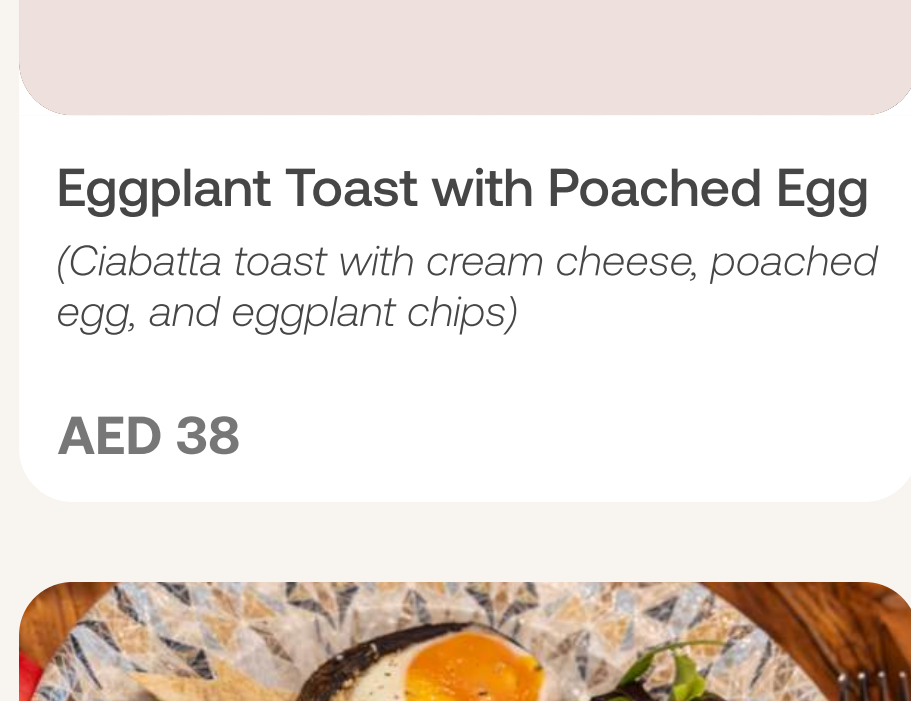 Eggplant Toast with Poached Egg
(Ciabatta toast with cream cheese, poached
egg, and eggplant chips)
AED 38